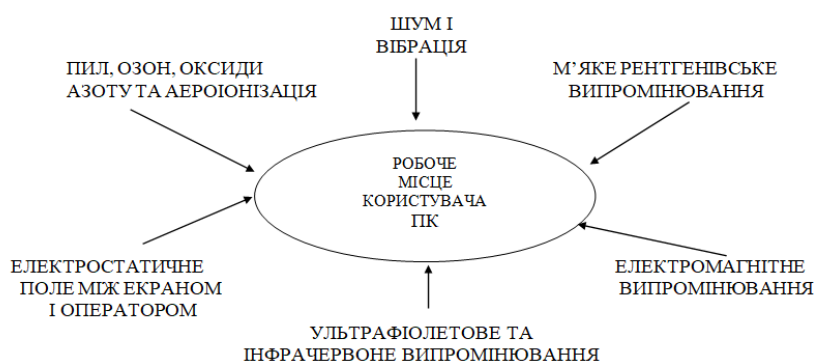 ШУМ І
ВІБРАЦІЯ
ПИЛ, ОЗОН, ОКСИДИ
АЗОТУ ТА АЕРОІОНІЗАЦІЯ
М’ЯКЕ РЕНТГЕНІВСЬКЕ
ВИПРОМІНЮВАННЯ
РОБОЧЕ
МІСЦЕ
КОРИСТУВАЧА
ПК
ЕЛЕКТРОСТАТИЧНЕ
ПОЛЕ МІЖ ЕКРАНОМ
І ОПЕРАТОРОМ
ЕЛЕКТРОМАГНІТНЕ
ВИПРОМІНЮВАННЯ
УЛЬТРАФІОЛЕТОВЕ ТА
ІНФРАЧЕРВОНЕ ВИПРОМІНЮВАННЯ